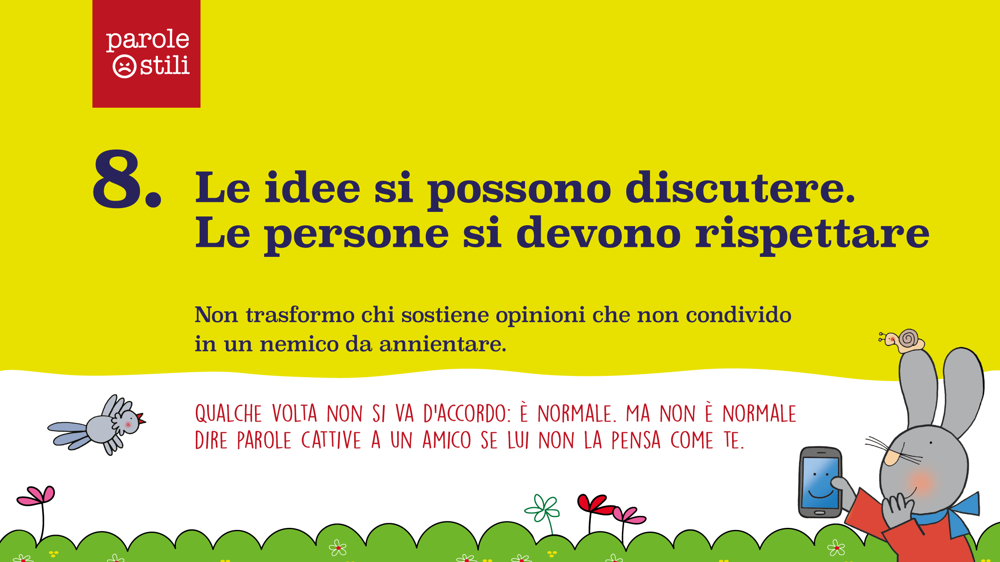 parole
Ostili
8. Le idee si possono discutere.
Le persone si devono rispettare
Non trasformo chi sostiene opinioni che non condivido
in un nemico da annientare.
QUALCHE VOLTA NON SI VA D'ACCORDO: È NORMALE. MA NON È NORMALE
DIRE PAROLE CATTIVE A UN AMICO SE LUI NON LA PENSA COME TE.